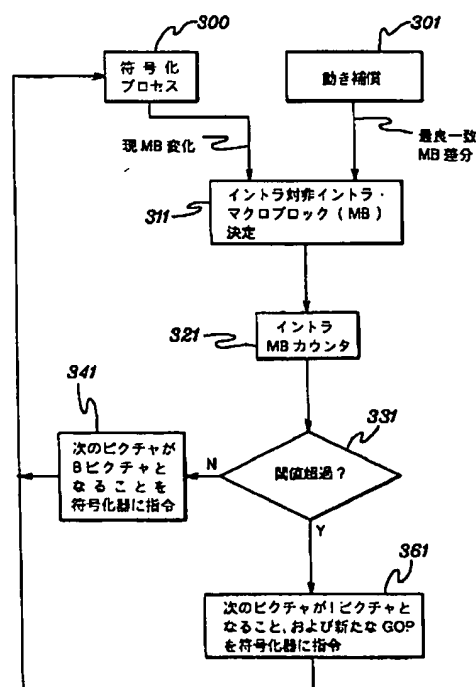 300
符号化
プロセス
301
動き補償
現MB変化
最良一致
MB差分
311
イントラ対非イントラ・
マクロブロック（MB）
決定
321
イントラ
MBカウンタ
341
次のピクチャが
Bピクチャと
なることを
符号化器に指令
N
331
閾値超過？
Y
361
次のピクチャがIピクチャと
なること、および新たなGOP
を符号化器に指令